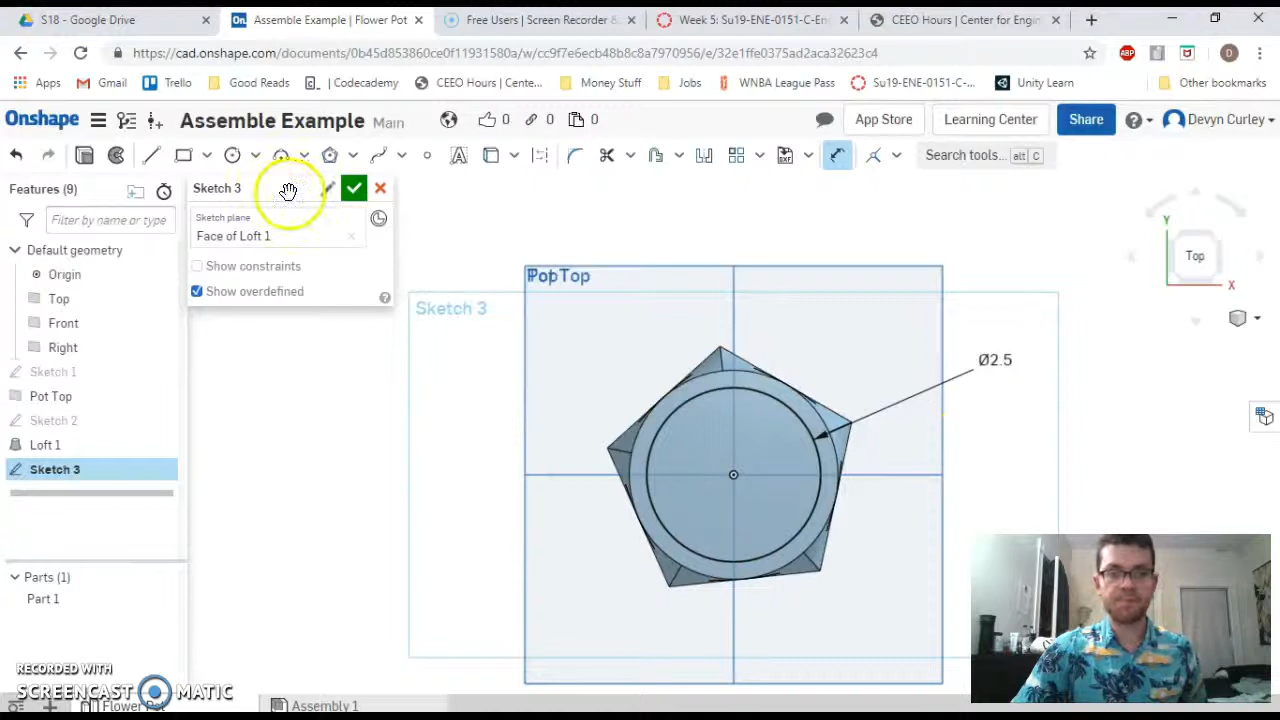 S18 - Google Drive
Assemble Example | Flower Pot
Free Users | Screen Recorder &
Week 5: Su19-ENE-0151-C-En
CEEO Hours | Center for Engin
https://cad.onshape.com/documents/0b45d853860ce0f11931580a/w/cc9f7e6ecb48b8c8a7970956/e/32e1ffe0375ad2aca32623c4
ABP
D
Apps
Gmail
Trello
Good Reads
| Codecademy
CEEO Hours | Cente...
Money Stuff
Jobs
WNBA League Pass
Su19-ENE-0151-C-...
Unity Learn
Other bookmarks
Onshape
Assemble Example Main
0
0
0
App Store
Learning Center
Share
Devyn Curley
Search tools...
alt
C
Features (9)
Filter by name or type
Default geometry
Origin
Top
Front
Right
Sketch 1
Pot Top
Sketch 2
Loft 1
Sketch 3
Parts (1)
Part 1
Sketch 3
Sketch plane
Face of Loft 1
Show constraints
Show overdefined
Pot Top
Sketch 3
Ø2.5
Y
Top
X
RECORDED WITH
SCREENCAST MATIC
Flower Pot
Assembly 1